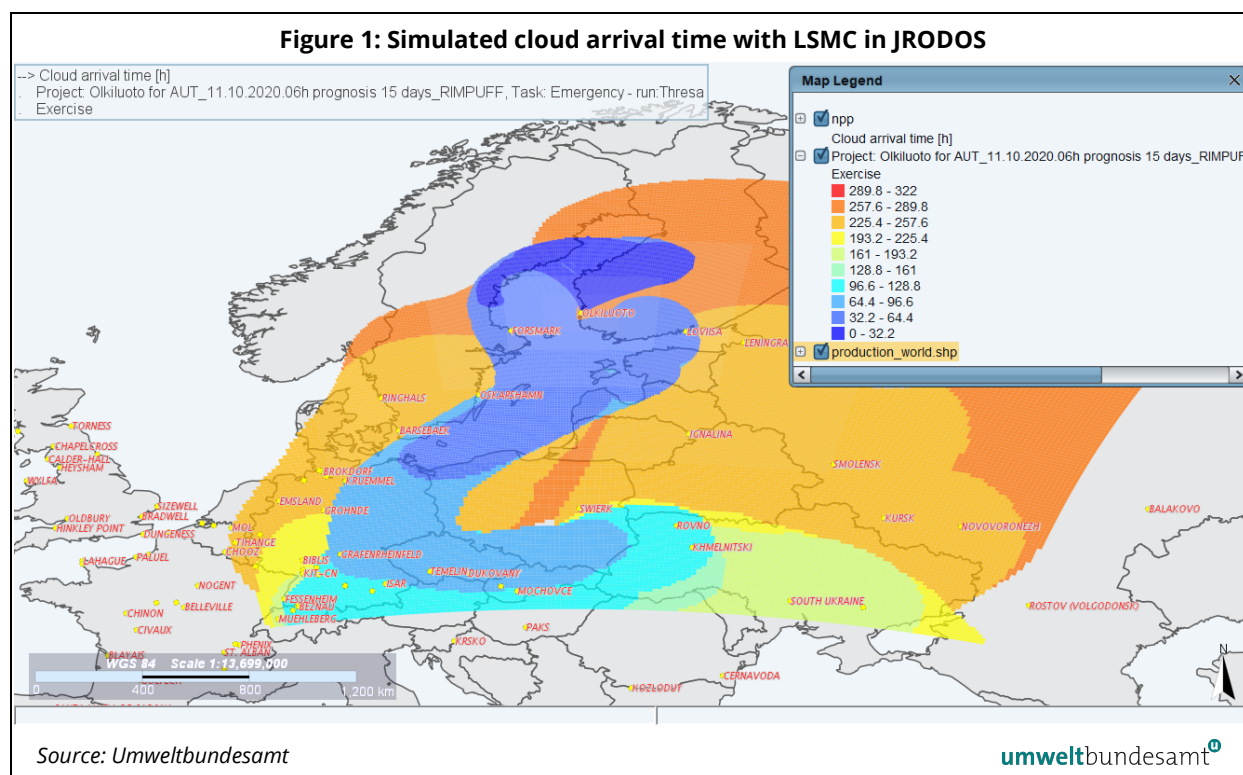 Figure 1: Simulated cloud arrival time with LSMC in JRODOS
--> Cloud arrival time [h]
Project: Olkiluoto for AUT_11.10.2020.06h prognosis 15 days_RIMPUFF, Task: Emergency - run:Thresa
Exercise
Map Legend
npp
Cloud arrival time [h]
Project: Olkiluoto for AUT_11.10.2020.06h prognosis 15 days_RIMPUFF
Exercise
289.8 - 322
257.6 - 289.8
225.4 - 257.6
193.2 - 225.4
161 - 193.2
128.8 - 161
96.6 - 128.8
64.4 - 96.6
32.2 - 64.4
0 - 32.2
production_world.shp
OLKILUOTO
FORSMARK
LOVIISA
LENINGRA
RINGHALS
OSKARSHAMN
BARSEBAEK
IGNALINA
TORNESS
CHAPELCROSS
CALDER-HALL
HEYSHAM
WYLFA
SMOLENSK
BROKDORF
KRUEMMEL
EMSLAND
GROHNDE
SIZEWELL
BRADWELL
OLDBURY
HINKLEY POINT
DUNGENESS
SWIERK
ROVNO
KURSK
NOVOVORONEZH
BALAKOVO
MOL
TIHANGE
CHOOZ
KHMELNITSKI
LAHAGUE
PALUEL
BIBLIS
GRAFENRHEINFELD
KIT-CN
TEMELIN
DUKOVANY
ISAR
MOCHOVCE
NOGENT
FESSENHEIM
BEZNAU
MUEHLEBERG
SOUTH UKRAINE
ROSTOV (VOLGODONSK)
CHINON
BELLEVILLE
CIVAUX
PAKS
KRSKO
PHENIX
ST. ALBAN
BLAYAIS
CERNAVODA
KOZLODUY
WGS 84 Scale 1:13,699,000
0 400 800 1,200 km
N
Source: Umweltbundesamt
umweltbundesamt
u